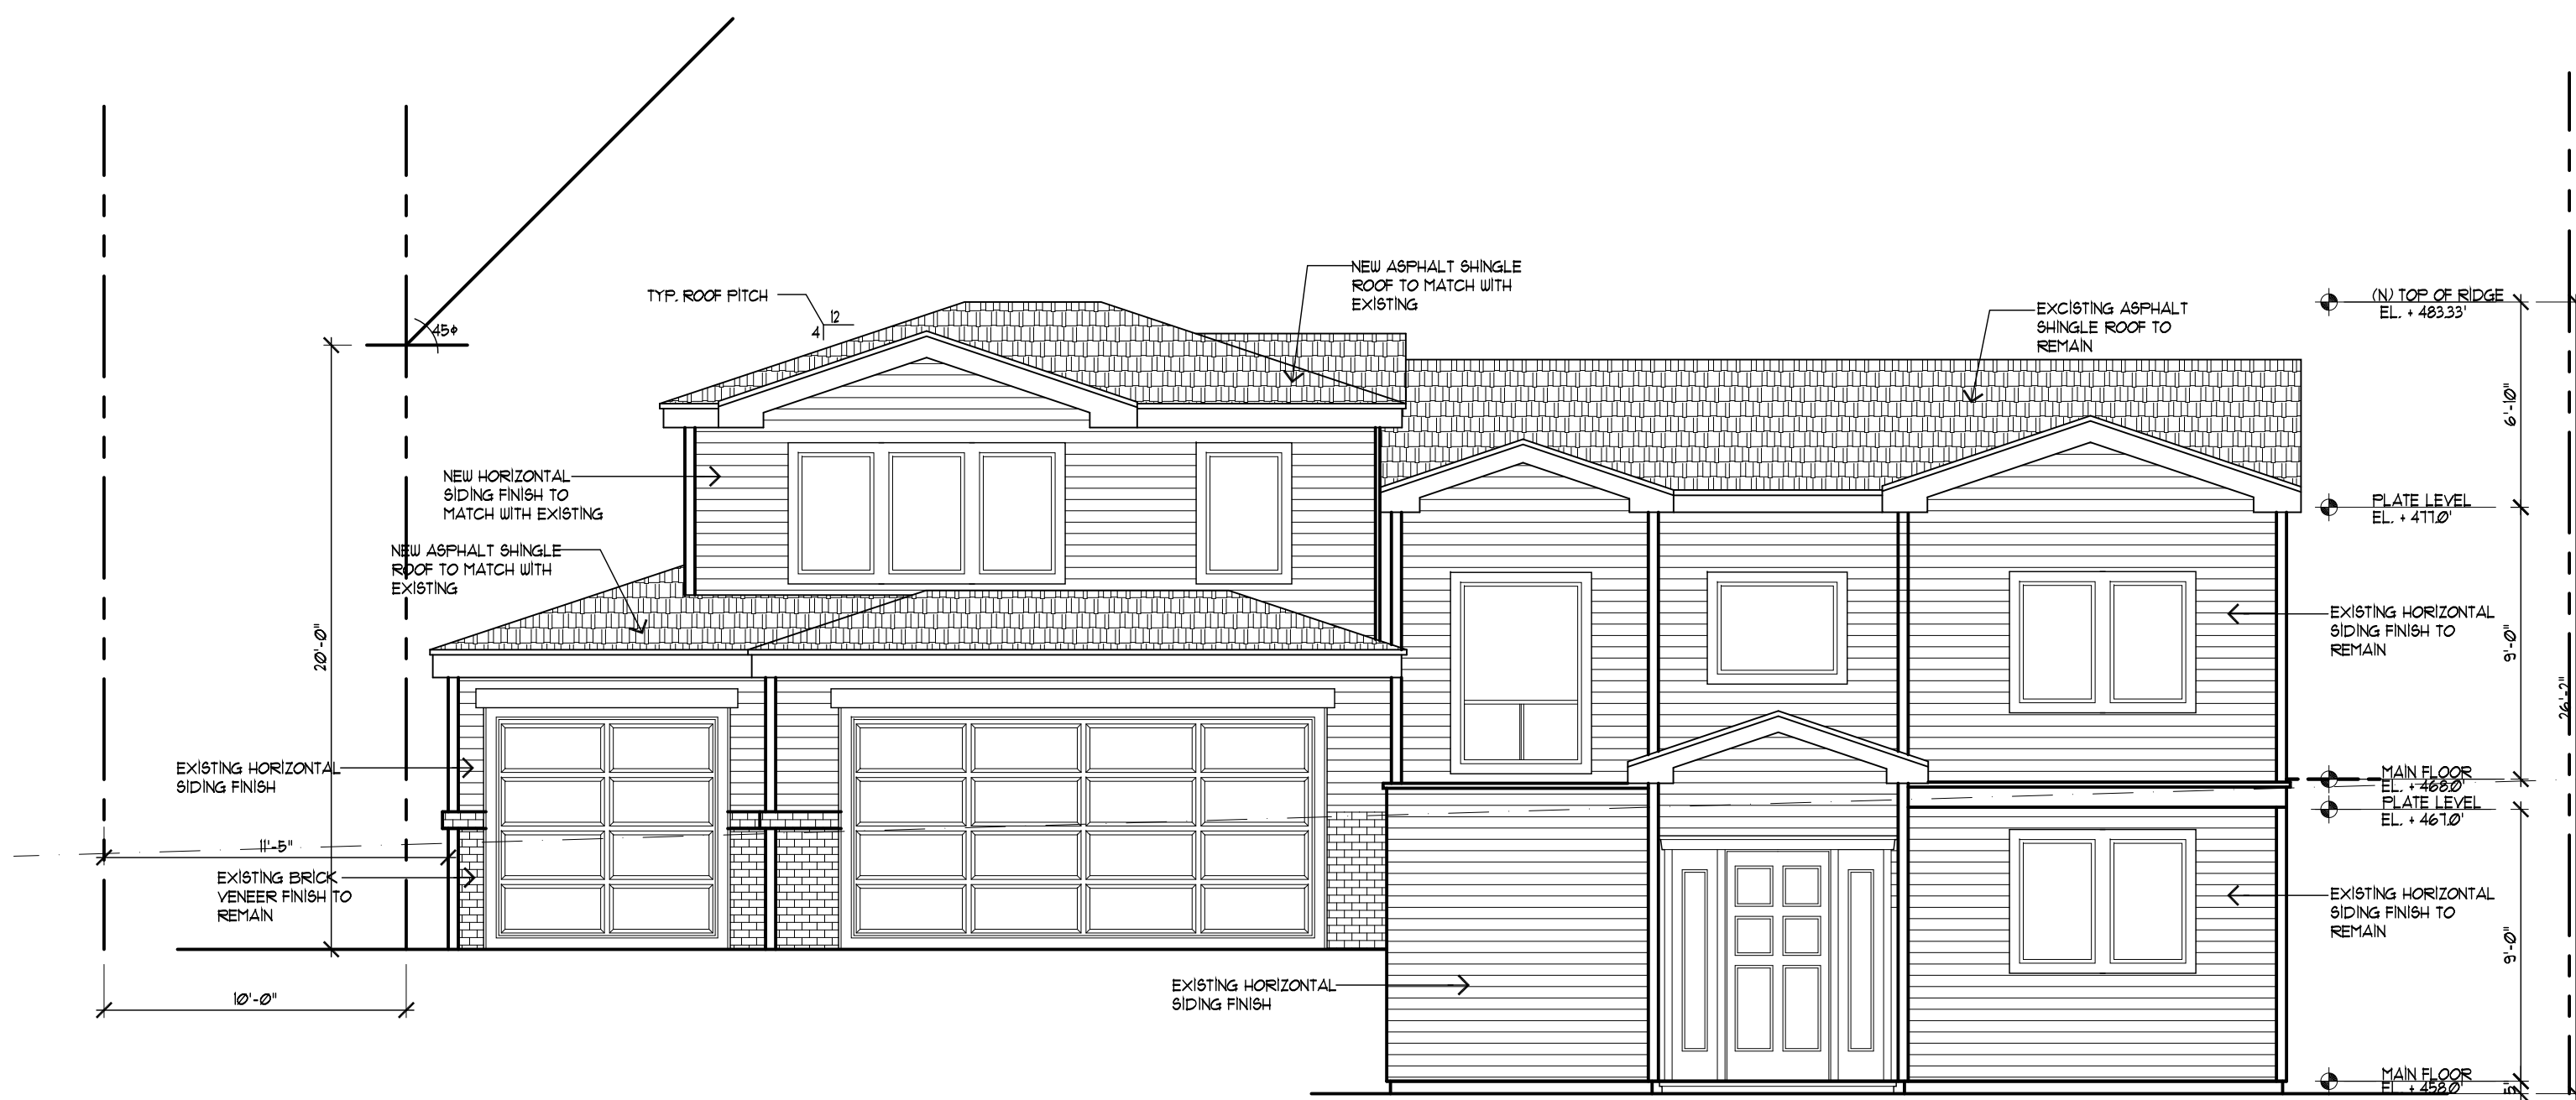 NEW ASPHALT SHINGLE
ROOF TO MATCH WITH
EXISTING
TYP. ROOF PITCH
12
4
(N) TOP OF RIDGE
EL. + 483.33'
EXCISTING ASPHALT
SHINGLE ROOF TO
REMAIN
45φ
6'-10"
NEW HORIZONTAL
SIDING FINISH TO
MATCH WITH EXISTING
PLATE LEVEL
EL. + 477.0'
NEW ASPHALT SHINGLE
ROOF TO MATCH WITH
EXISTING
20'-0"
EXISTING HORIZONTAL
SIDING FINISH TO
REMAIN
9'-0"
26'-2"
EXISTING HORIZONTAL
SIDING FINISH
MAIN FLOOR
EL. + 468.0'
PLATE LEVEL
EL. + 467.0'
11'-5"
EXISTING BRICK
VENEER FINISH TO
REMAIN
EXISTING HORIZONTAL
SIDING FINISH TO
REMAIN
9'-0"
EXISTING HORIZONTAL
SIDING FINISH
10'-0"
MAIN FLOOR
EL. + 458.0'
5"